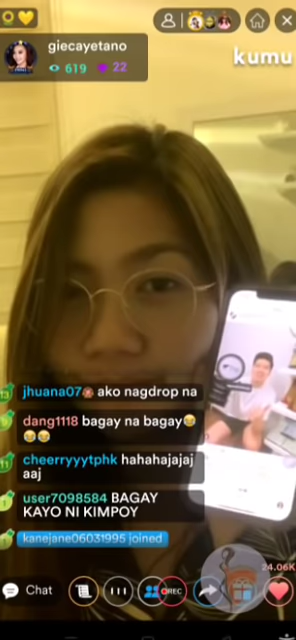 giecayetano
619 22
kumu
jhuana07 ako nagdrop na
dang1118 bagay na bagay😂
😂😂
cheerryyytphk hahahajajaj
aaj
user7098584 BAGAY
KAYO NI KIMPOY
kanejane06031995 joined
24.06K
Chat
REC